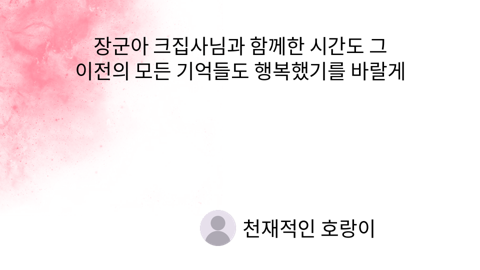 장군아 크집사님과 함께한 시간도 그
이전의 모든 기억들도 행복했기를 바랄게
천재적인 호랑이